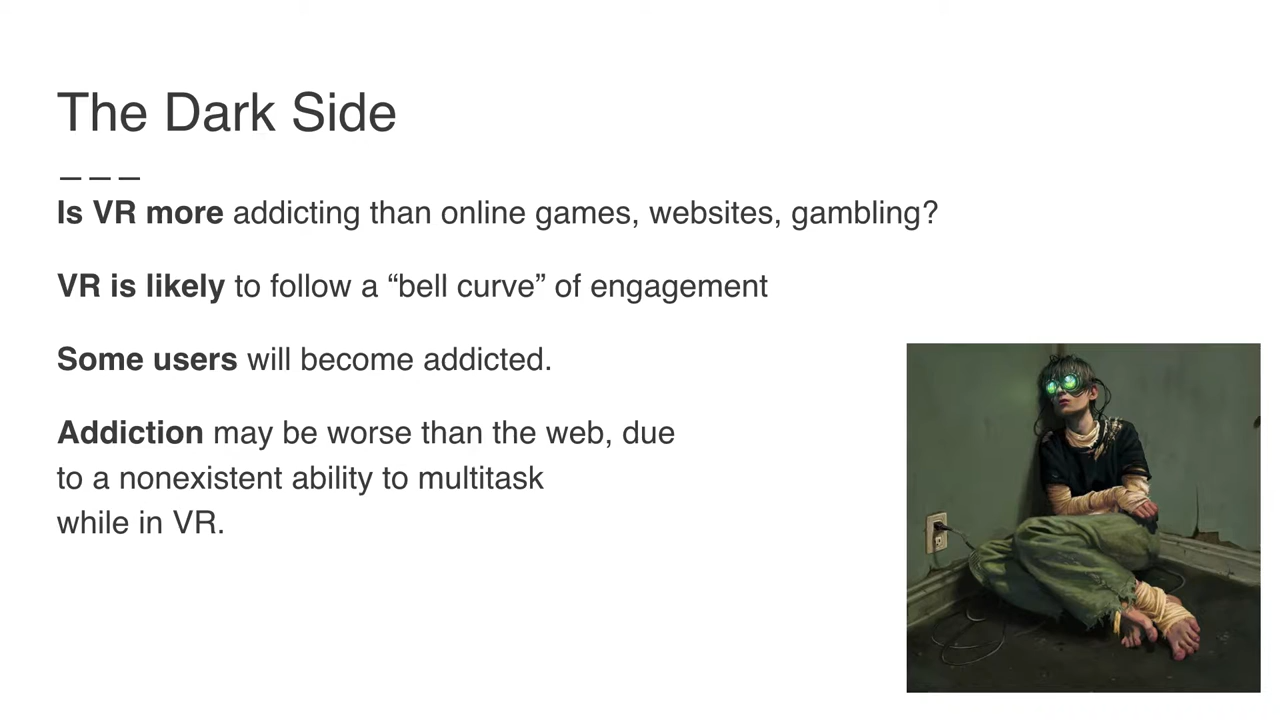 The Dark Side
Is VR more addicting than online games, websites, gambling?
VR is likely to follow a “bell curve” of engagement
Some users will become addicted.
Addiction may be worse than the web, due
to a nonexistent ability to multitask
while in VR.